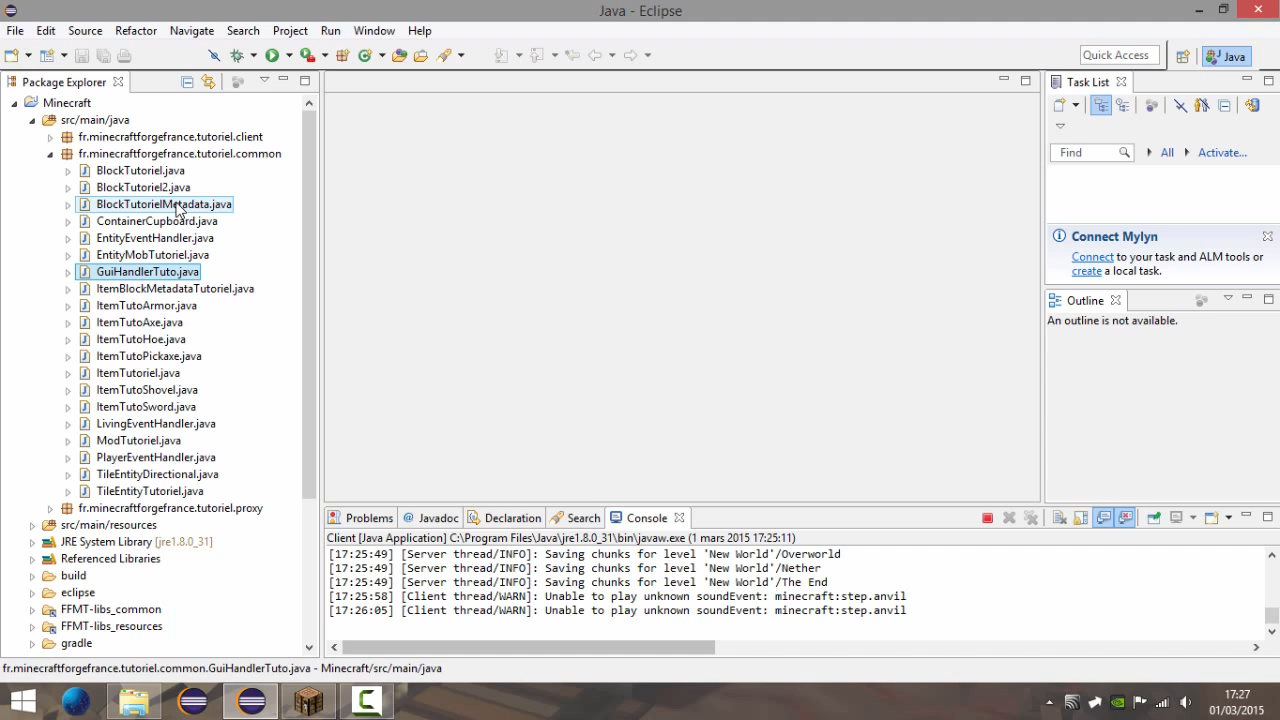 Java - Eclipse
File Edit Source Refactor Navigate Search Project Run Window Help
Quick Access
Java
Package Explorer
Minecraft
src/main/java
fr.minecraftforgefrance.tutoriel.client
fr.minecraftforgefrance.tutoriel.common
BlockTutoriel.java
BlockTutoriel2.java
BlockTutorielMetadata.java
ContainerCupboard.java
EntityEventHandler.java
EntityMobTutoriel.java
GuiHandlerTuto.java
ItemBlockMetadataTutoriel.java
ItemTutoArmor.java
ItemTutoAxe.java
ItemTutoHoe.java
ItemTutoPickaxe.java
ItemTutoriel.java
ItemTutoShovel.java
ItemTutoSword.java
LivingEventHandler.java
ModTutoriel.java
PlayerEventHandler.java
TileEntityDirectional.java
TileEntityTutoriel.java
fr.minecraftforgefrance.tutoriel.proxy
src/main/resources
JRE System Library [jre1.8.0_31]
Referenced Libraries
build
eclipse
FFMT-libs_common
FFMT-libs_resources
gradle
Task List
Find All Activate...
Connect Mylyn
Connect to your task and ALM tools or
create a local task.
Outline
An outline is not available.
Problems Javadoc Declaration Search Console
Client [Java Application] C:\Program Files\Java\jre1.8.0_31\bin\javaw.exe (1 mars 2015 17:25:11)
[17:25:49] [Server thread/INFO]: Saving chunks for level 'New World'/Overworld
[17:25:49] [Server thread/INFO]: Saving chunks for level 'New World'/Nether
[17:25:49] [Server thread/INFO]: Saving chunks for level 'New World'/The End
[17:25:58] [Client thread/WARN]: Unable to play unknown soundEvent: minecraft:step.anvil
[17:26:05] [Client thread/WARN]: Unable to play unknown soundEvent: minecraft:step.anvil
fr.minecraftforgefrance.tutoriel.common.GuiHandlerTuto.java - Minecraft/src/main/java
17:27
01/03/2015